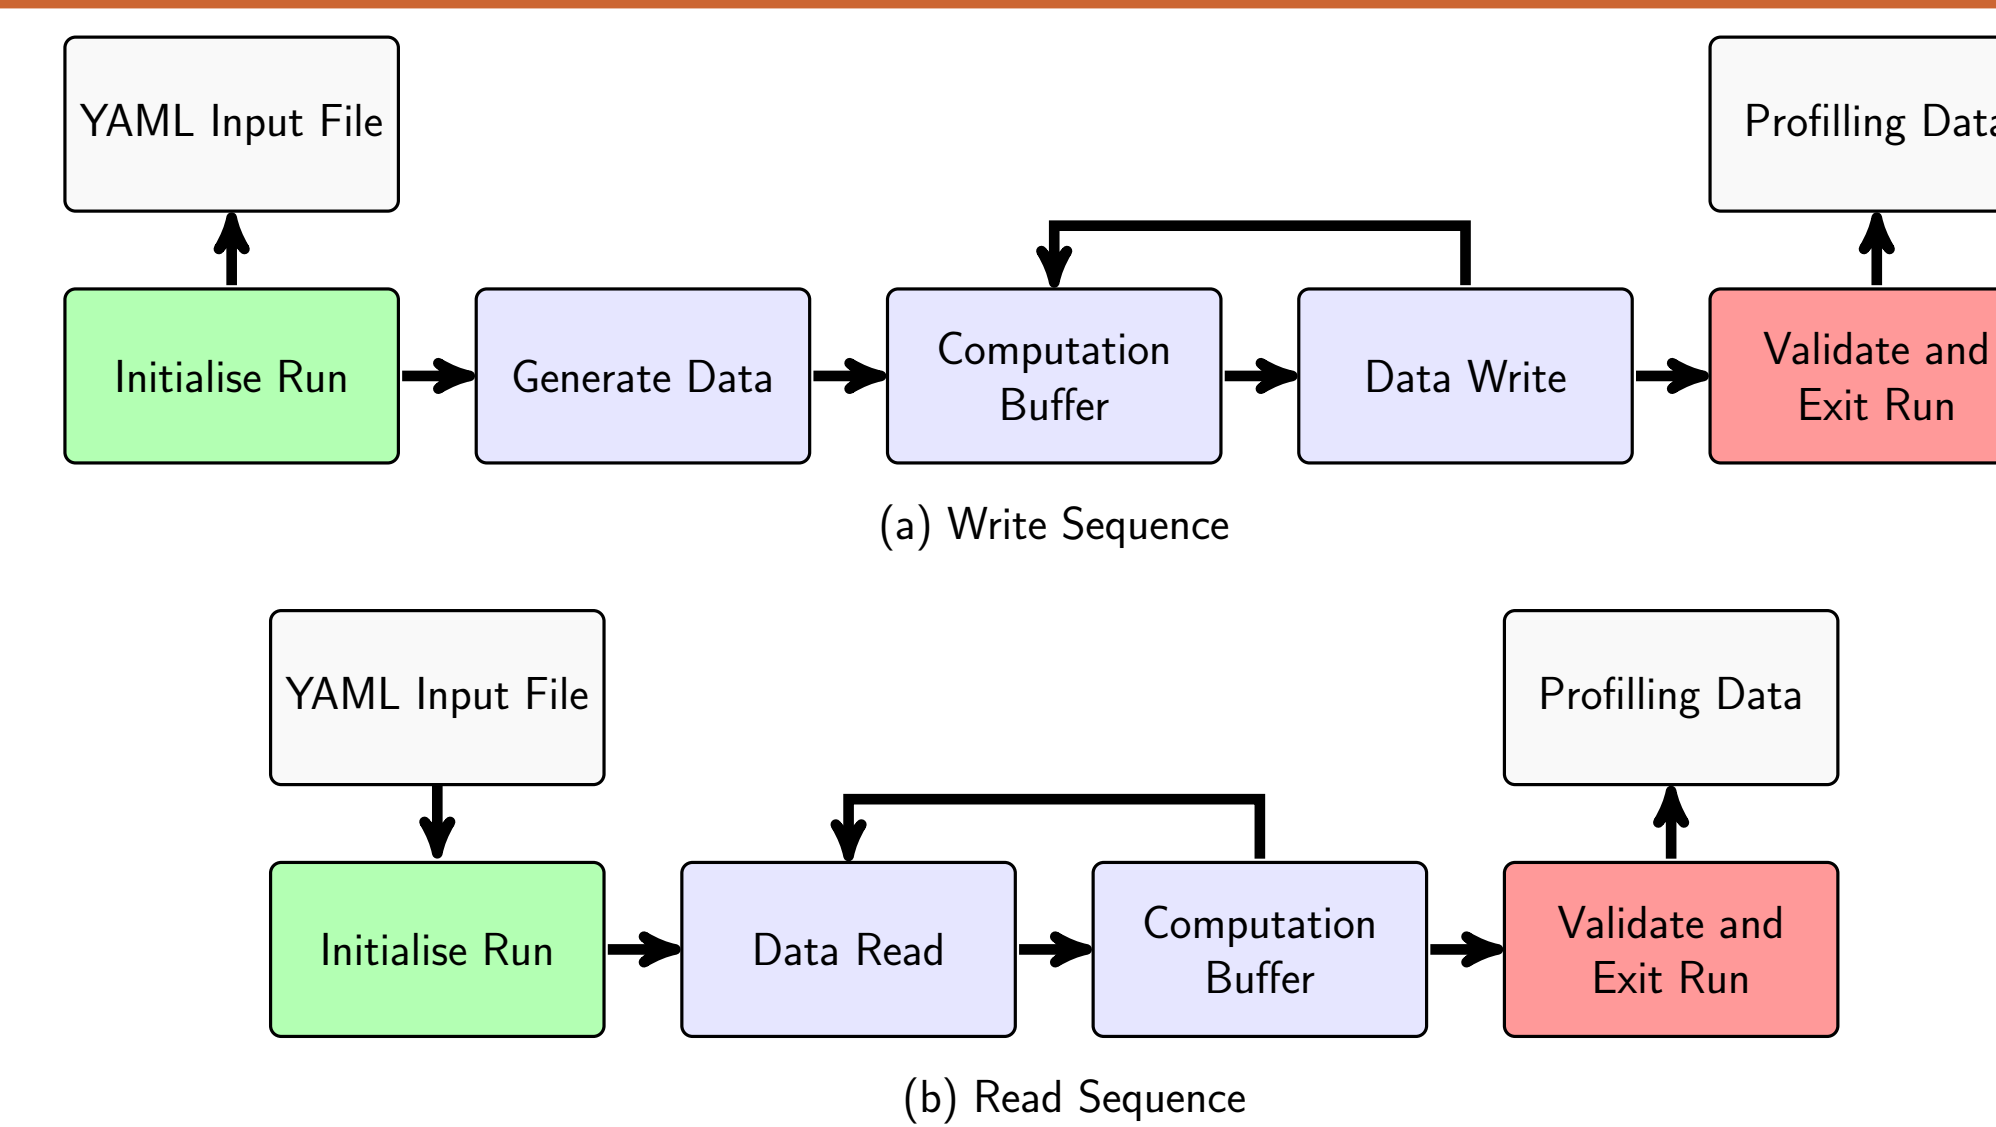 YAML Input File
Profilling Data
Initialise Run
Generate Data
Computation
Buffer
Data Write
Validate and
Exit Run
(a) Write Sequence
YAML Input File
Profilling Data
Initialise Run
Data Read
Computation
Buffer
Validate and
Exit Run
(b) Read Sequence